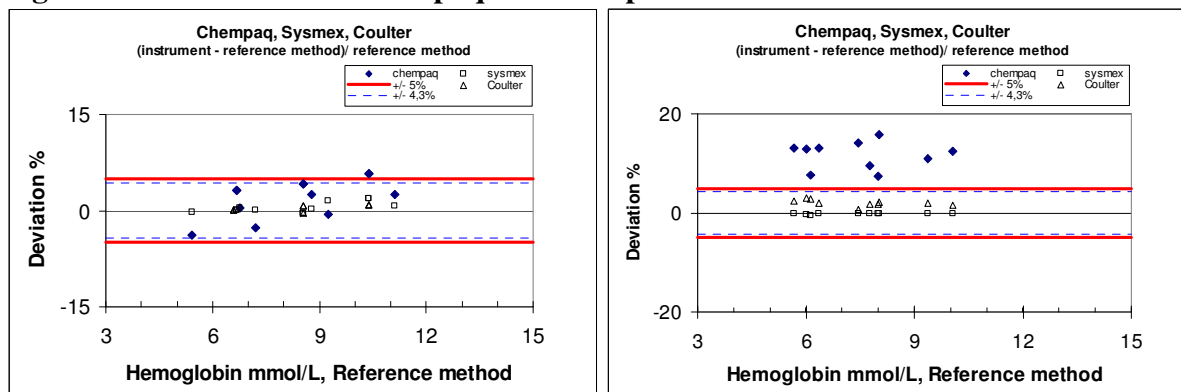 Chempaq, Sysmex, Coulter
(instrument - reference method)/ reference method
chempaq
sysmex
+/- 5%
Coulter
+/- 4,3%
15
0
-15
3
6
9
12
15
Deviation %
Hemoglobin mmol/L, Reference method
Chempaq, Sysmex, Coulter
(instrument - reference method)/ reference method
chempaq
sysmex
+/- 5%
Coulter
+/- 4,3%
20
0
-20
3
6
9
12
15
Deviation %
Hemoglobin mmol/L, Reference method